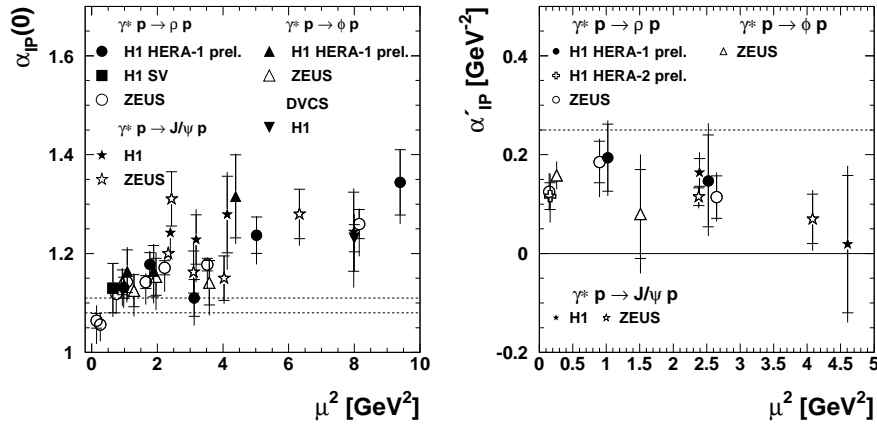 α_IP(0)
γ* p → ρ p
γ* p → φ p
H1 HERA-1 prel.
H1 HERA-1 prel.
H1 SV
ZEUS
ZEUS
DVCS
γ* p → J/ψ p
H1
H1
ZEUS
1.6
1.4
1.2
1
0 2 4 6 8 10
μ² [GeV²]
α′_IP [GeV⁻²]
γ* p → ρ p
γ* p → φ p
H1 HERA-1 prel.
ZEUS
H1 HERA-2 prel.
ZEUS
γ* p → J/ψ p
H1 ZEUS
0.4
0.2
0
-0.2
0 0.5 1 1.5 2 2.5 3 3.5 4 4.5 5
μ² [GeV²]